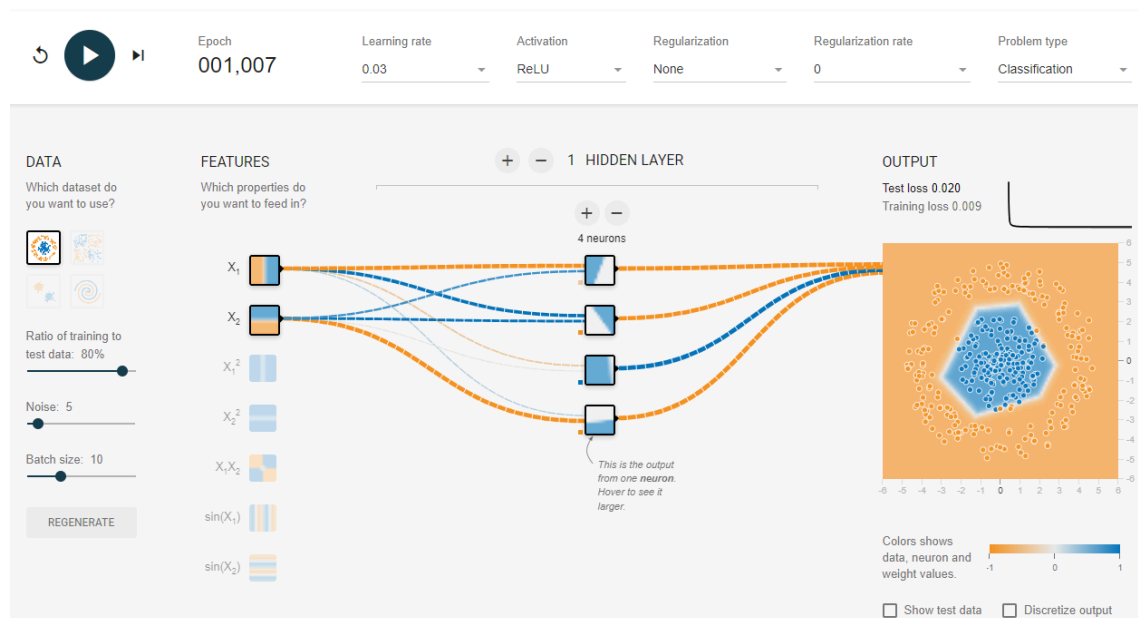 Epoch
001,007
Learning rate
0.03
Activation
ReLU
Regularization
None
Regularization rate
0
Problem type
Classification
DATA
Which dataset do
you want to use?
Ratio of training to
test data: 80%
Noise: 5
Batch size: 10
REGENERATE
FEATURES
Which properties do
you want to feed in?
X₁
X₂
X₁²
X₂²
X₁X₂
sin(X₁)
sin(X₂)
+ − 1 HIDDEN LAYER
+ −
4 neurons
This is the output
from one neuron.
Hover to see it
larger.
OUTPUT
Test loss 0.020
Training loss 0.009
6
5
4
3
2
1
0
-1
-2
-3
-4
-5
-6
-6 -5 -4 -3 -2 -1 0 1 2 3 4 5 6
Colors shows
data, neuron and
weight values.
-1 0 1
Show test data Discretize output